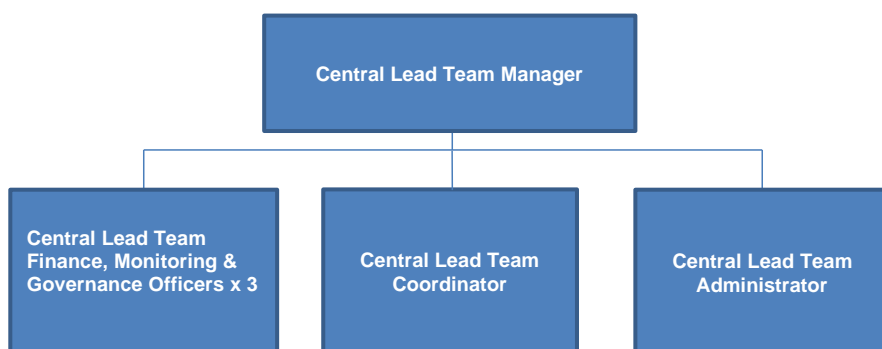 Central Lead Team Manager
Central Lead Team
Finance, Monitoring &
Governance Officers x 3
Central Lead Team
Coordinator
Central Lead Team
Administrator